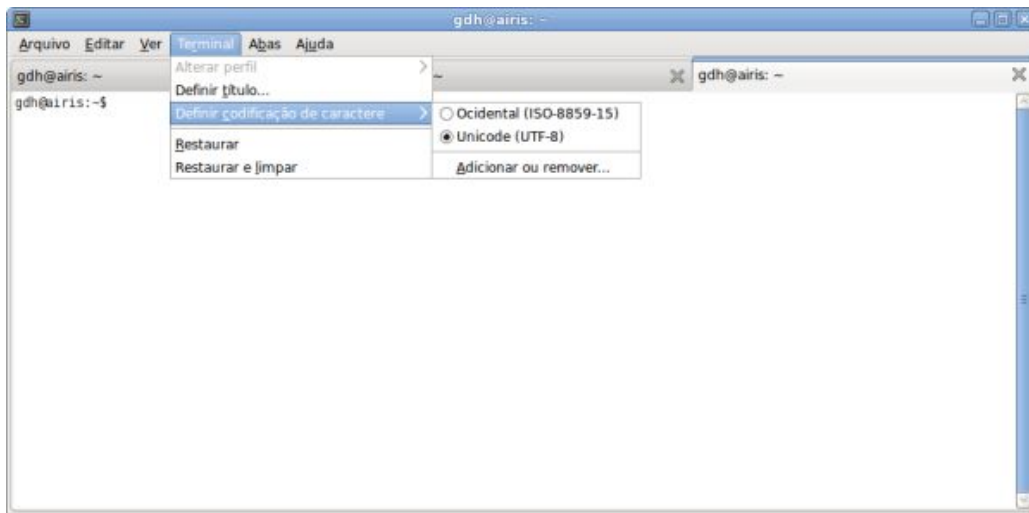 gdh@airis: ~
Arquivo Editar Ver Terminal Abas Ajuda
gdh@airis: ~
~
gdh@airis: ~
gdh@airis:~$
Alterar perfil
Definir título...
Definir codificação de caractere
Restaurar
Restaurar e limpar
Ocidental (ISO-8859-15)
Unicode (UTF-8)
Adicionar ou remover...